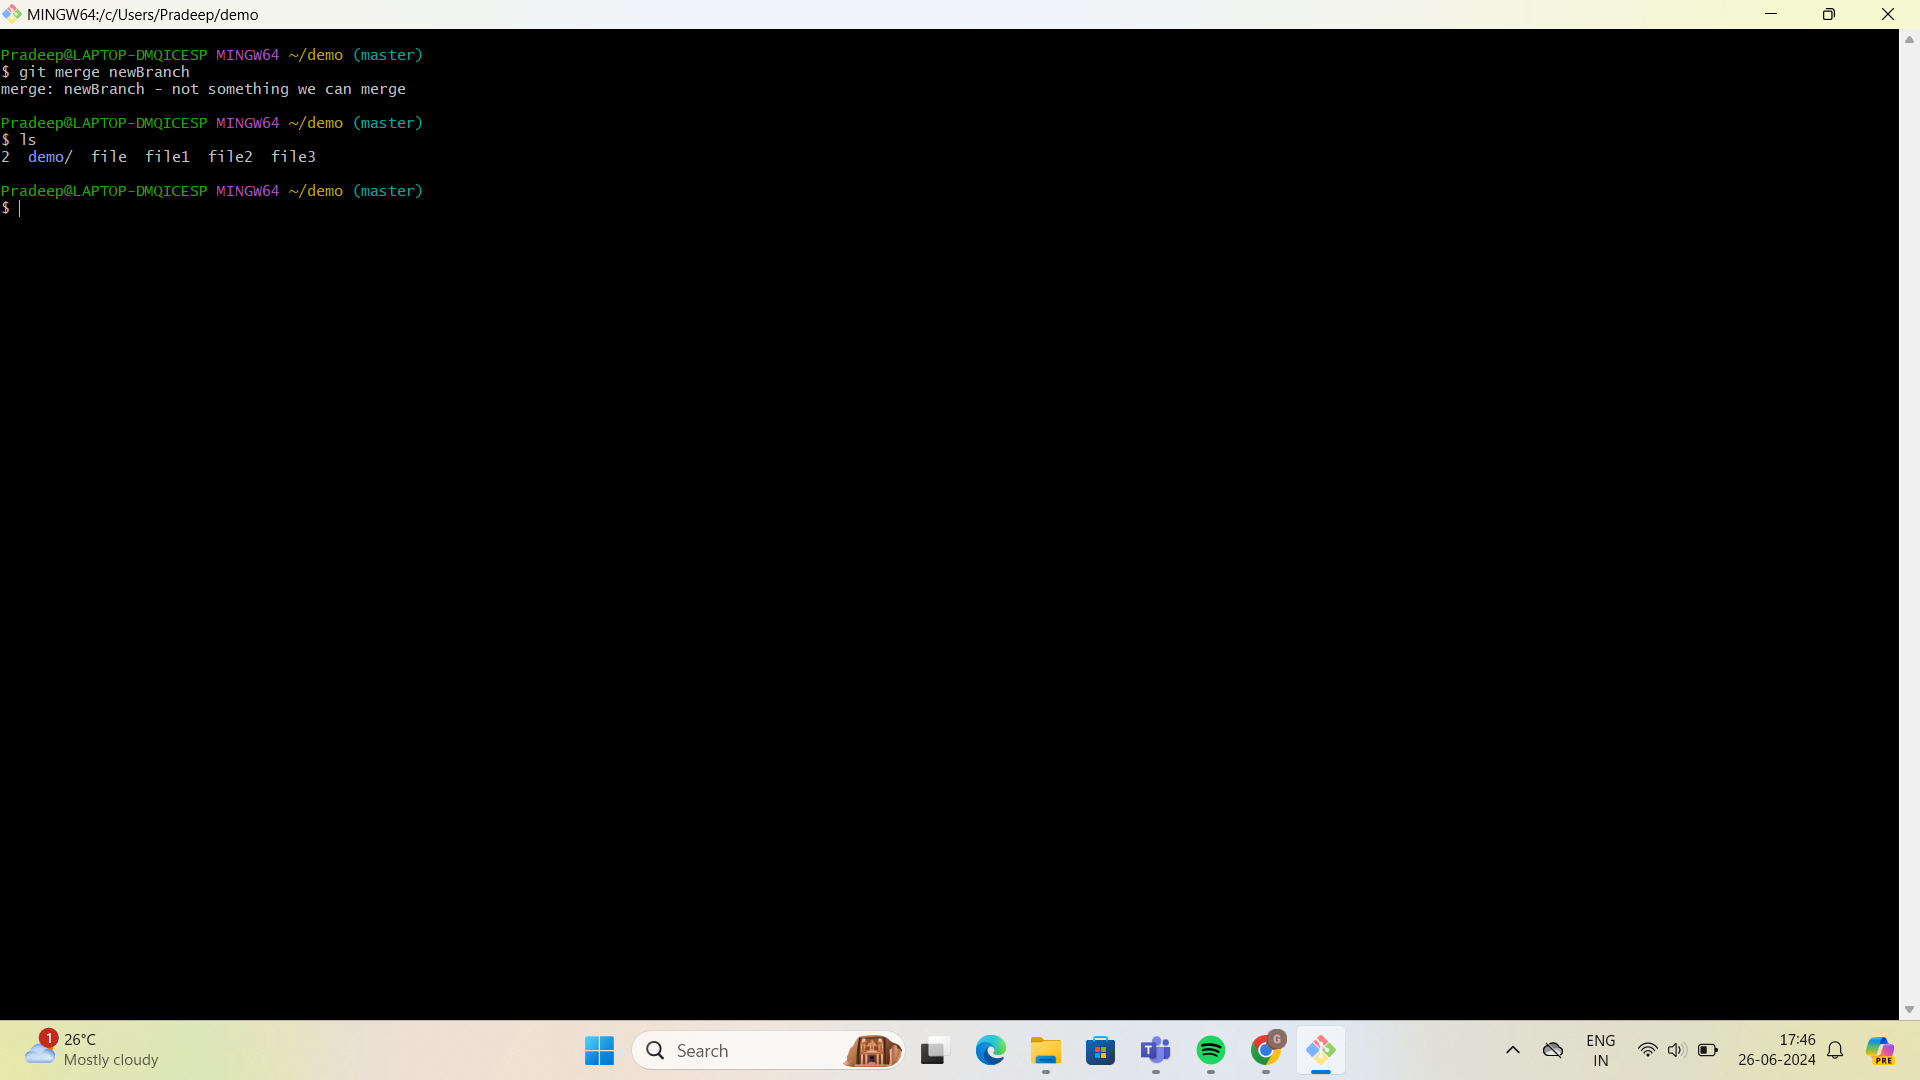 MINGW64:/c/Users/Pradeep/demo
Pradeep@LAPTOP-DMQICESP MINGW64 ~/demo (master)
$ git merge newBranch
merge: newBranch - not something we can merge
Pradeep@LAPTOP-DMQICESP MINGW64 ~/demo (master)
$ ls
2  demo/  file  file1  file2  file3
Pradeep@LAPTOP-DMQICESP MINGW64 ~/demo (master)
$
1
26°C
Mostly cloudy
Search
T
G
ENG
IN
17:46
26-06-2024
PRE